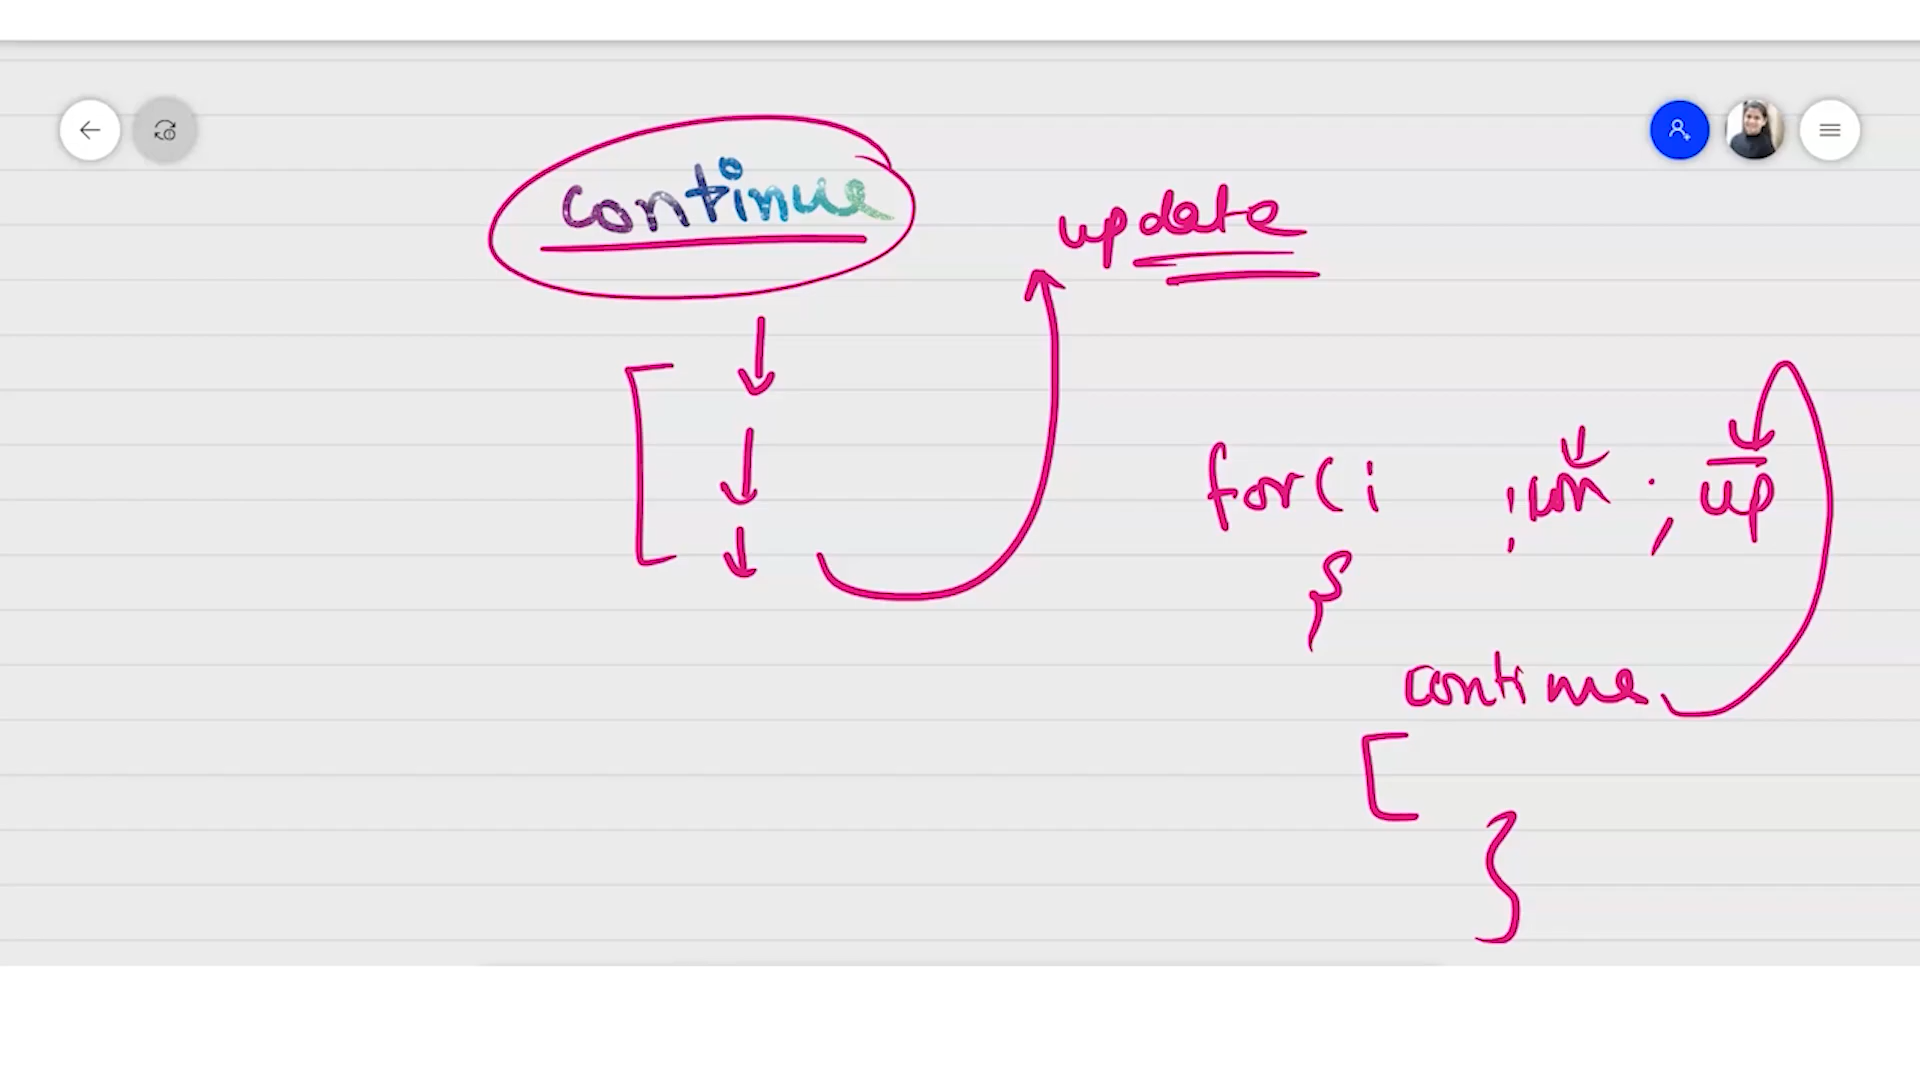 continue
update
for( i ; con ; up
{
continue
[
}